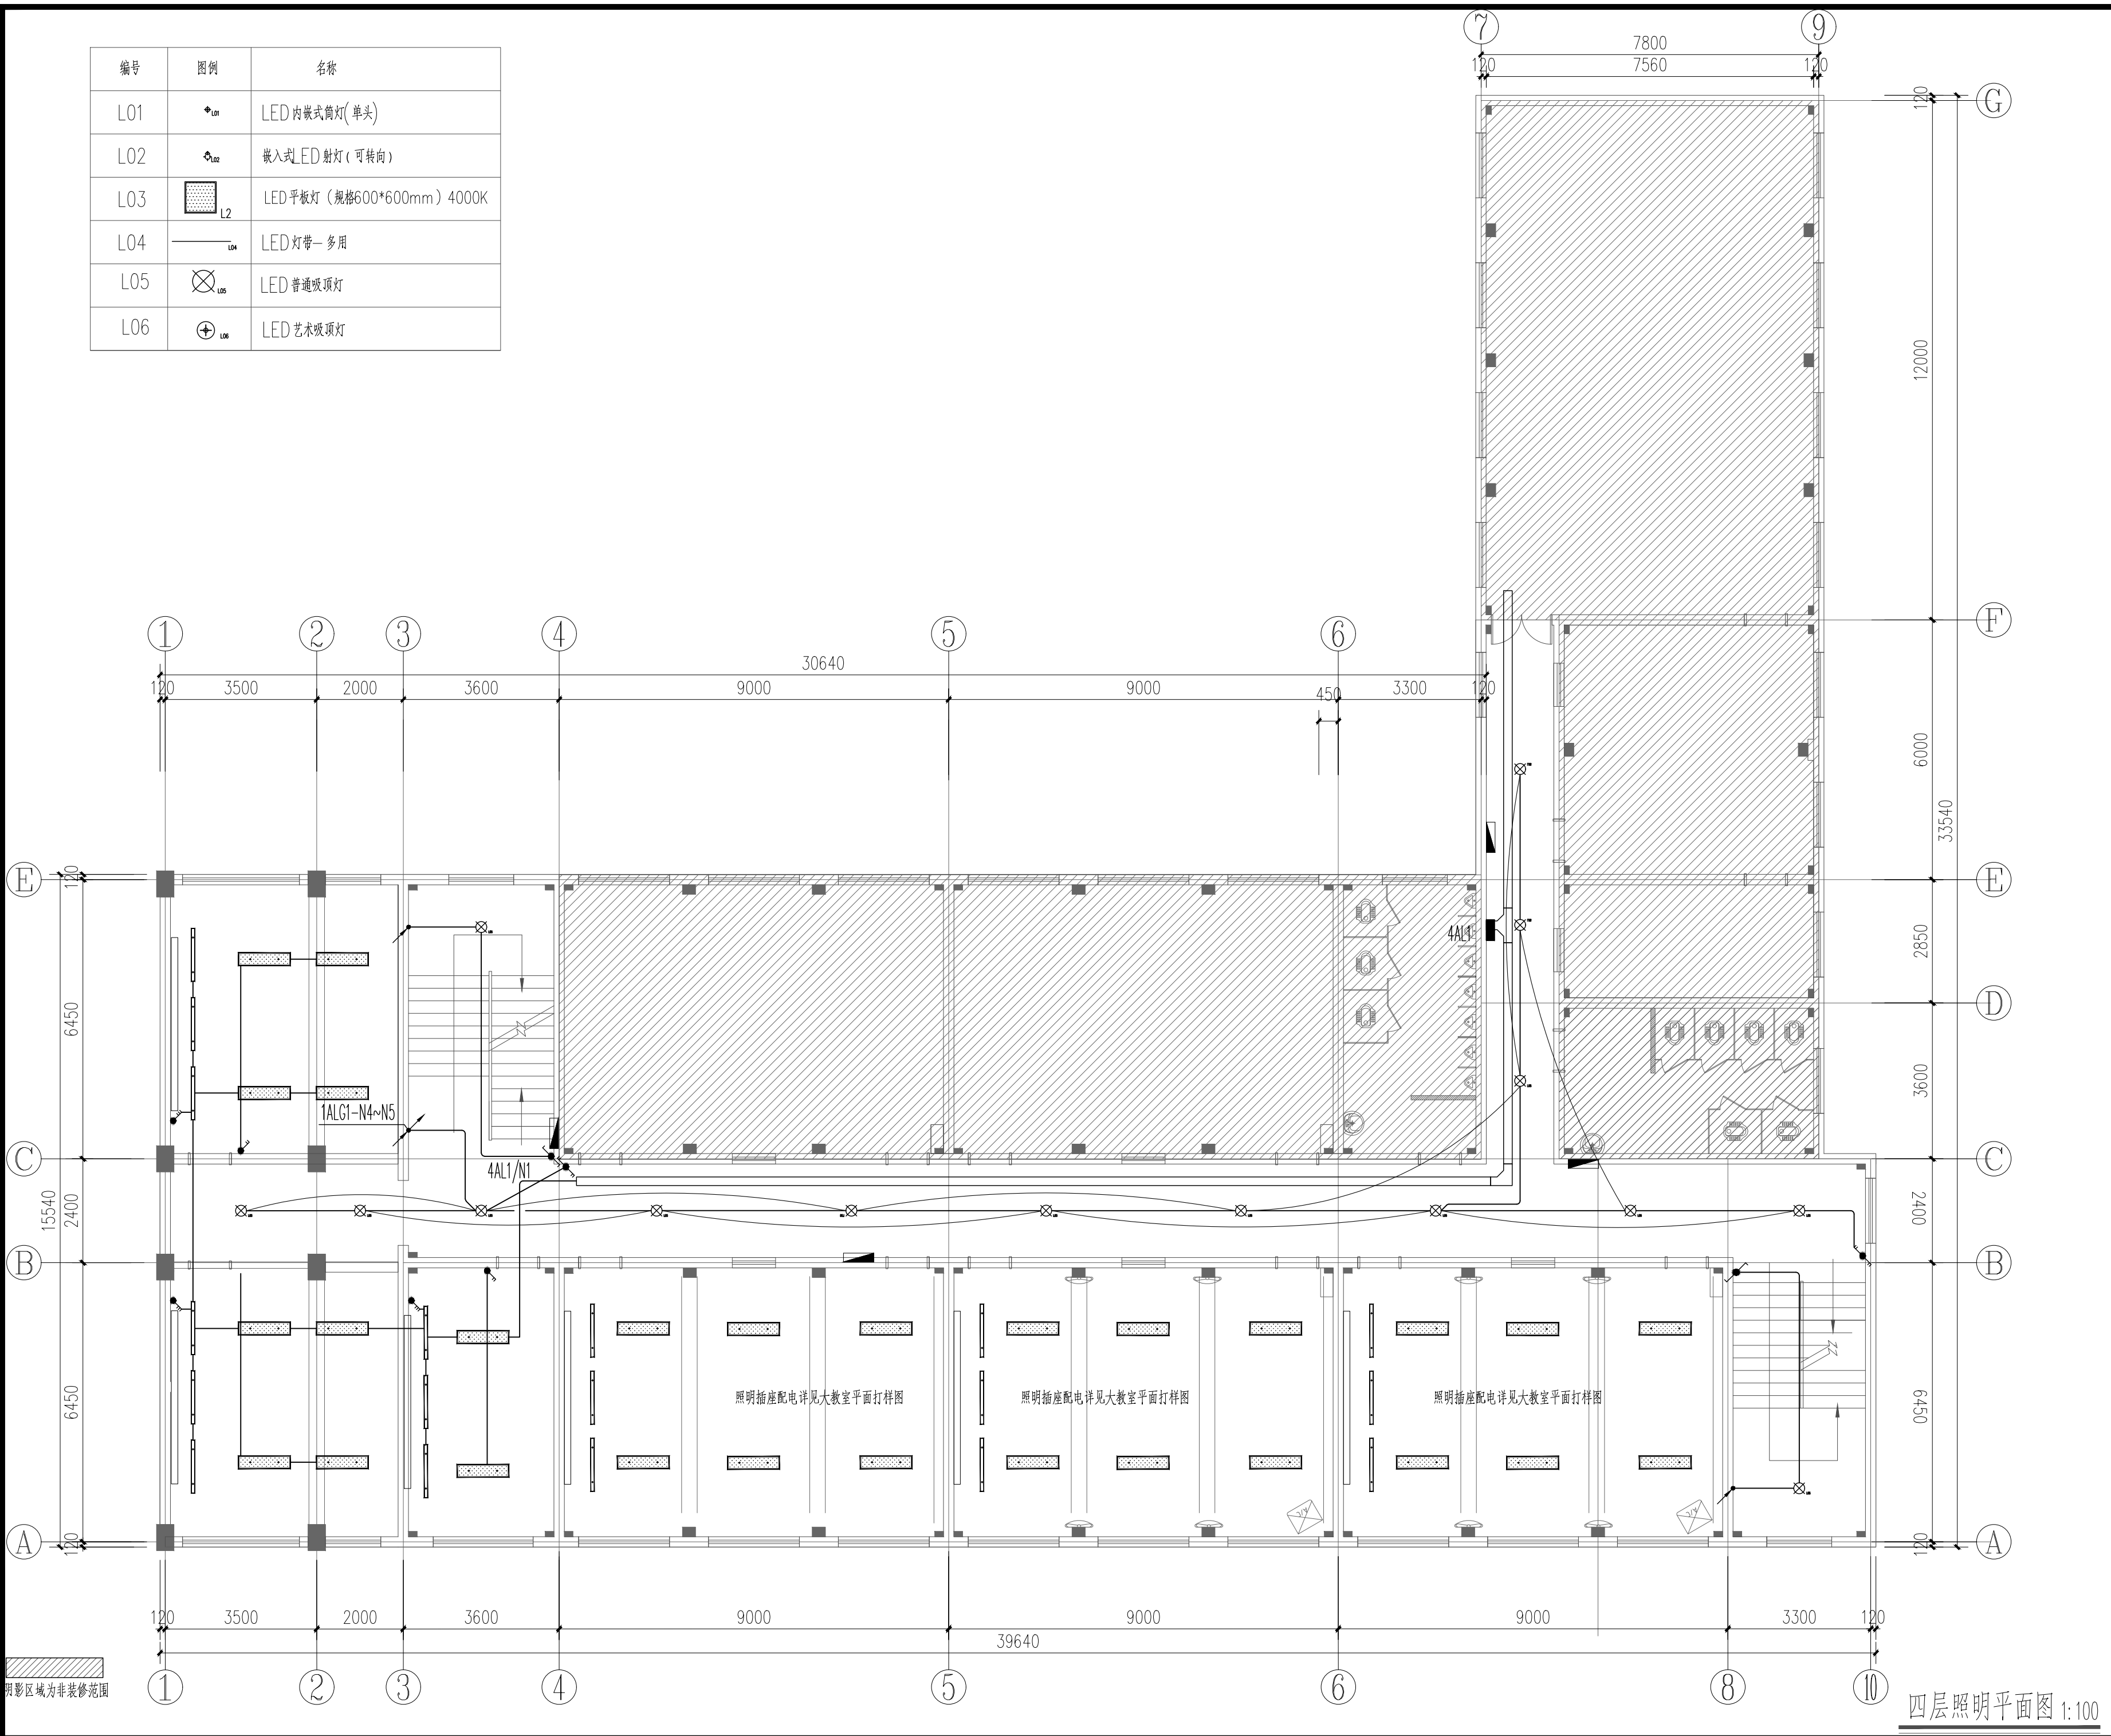 编号 图例 名称
L01 L01 LED内嵌式筒灯(单头)
L02 L02 嵌入式LED射灯(可转向)
L03 L2 LED平板灯(规格600*600mm)4000K
L04 L04 LED灯带—多用
L05 L05 LED普通吸顶灯
L06 L06 LED艺术吸顶灯
7 9
7800
120 7560 120
G
120
12000
F
1 2 3 4 5 6
30640
120 3500 2000 3600 9000 9000 450 3300 120
6000
33540
E 120
E
4AL1
2850
D
6450
3600
1ALG1-N4~N5
C
C
4AL1/N1
15540
2400
2400
B
B
照明插座配电详见大教室平面打样图
照明插座配电详见大教室平面打样图
照明插座配电详见大教室平面打样图
6450
6450
A 120
120 A
120 3500 2000 3600 9000 9000 9000 3300 120
39640
1 2 3 4 5 6 8 10
阴影区域为非装修范围
四层照明平面图 1:100